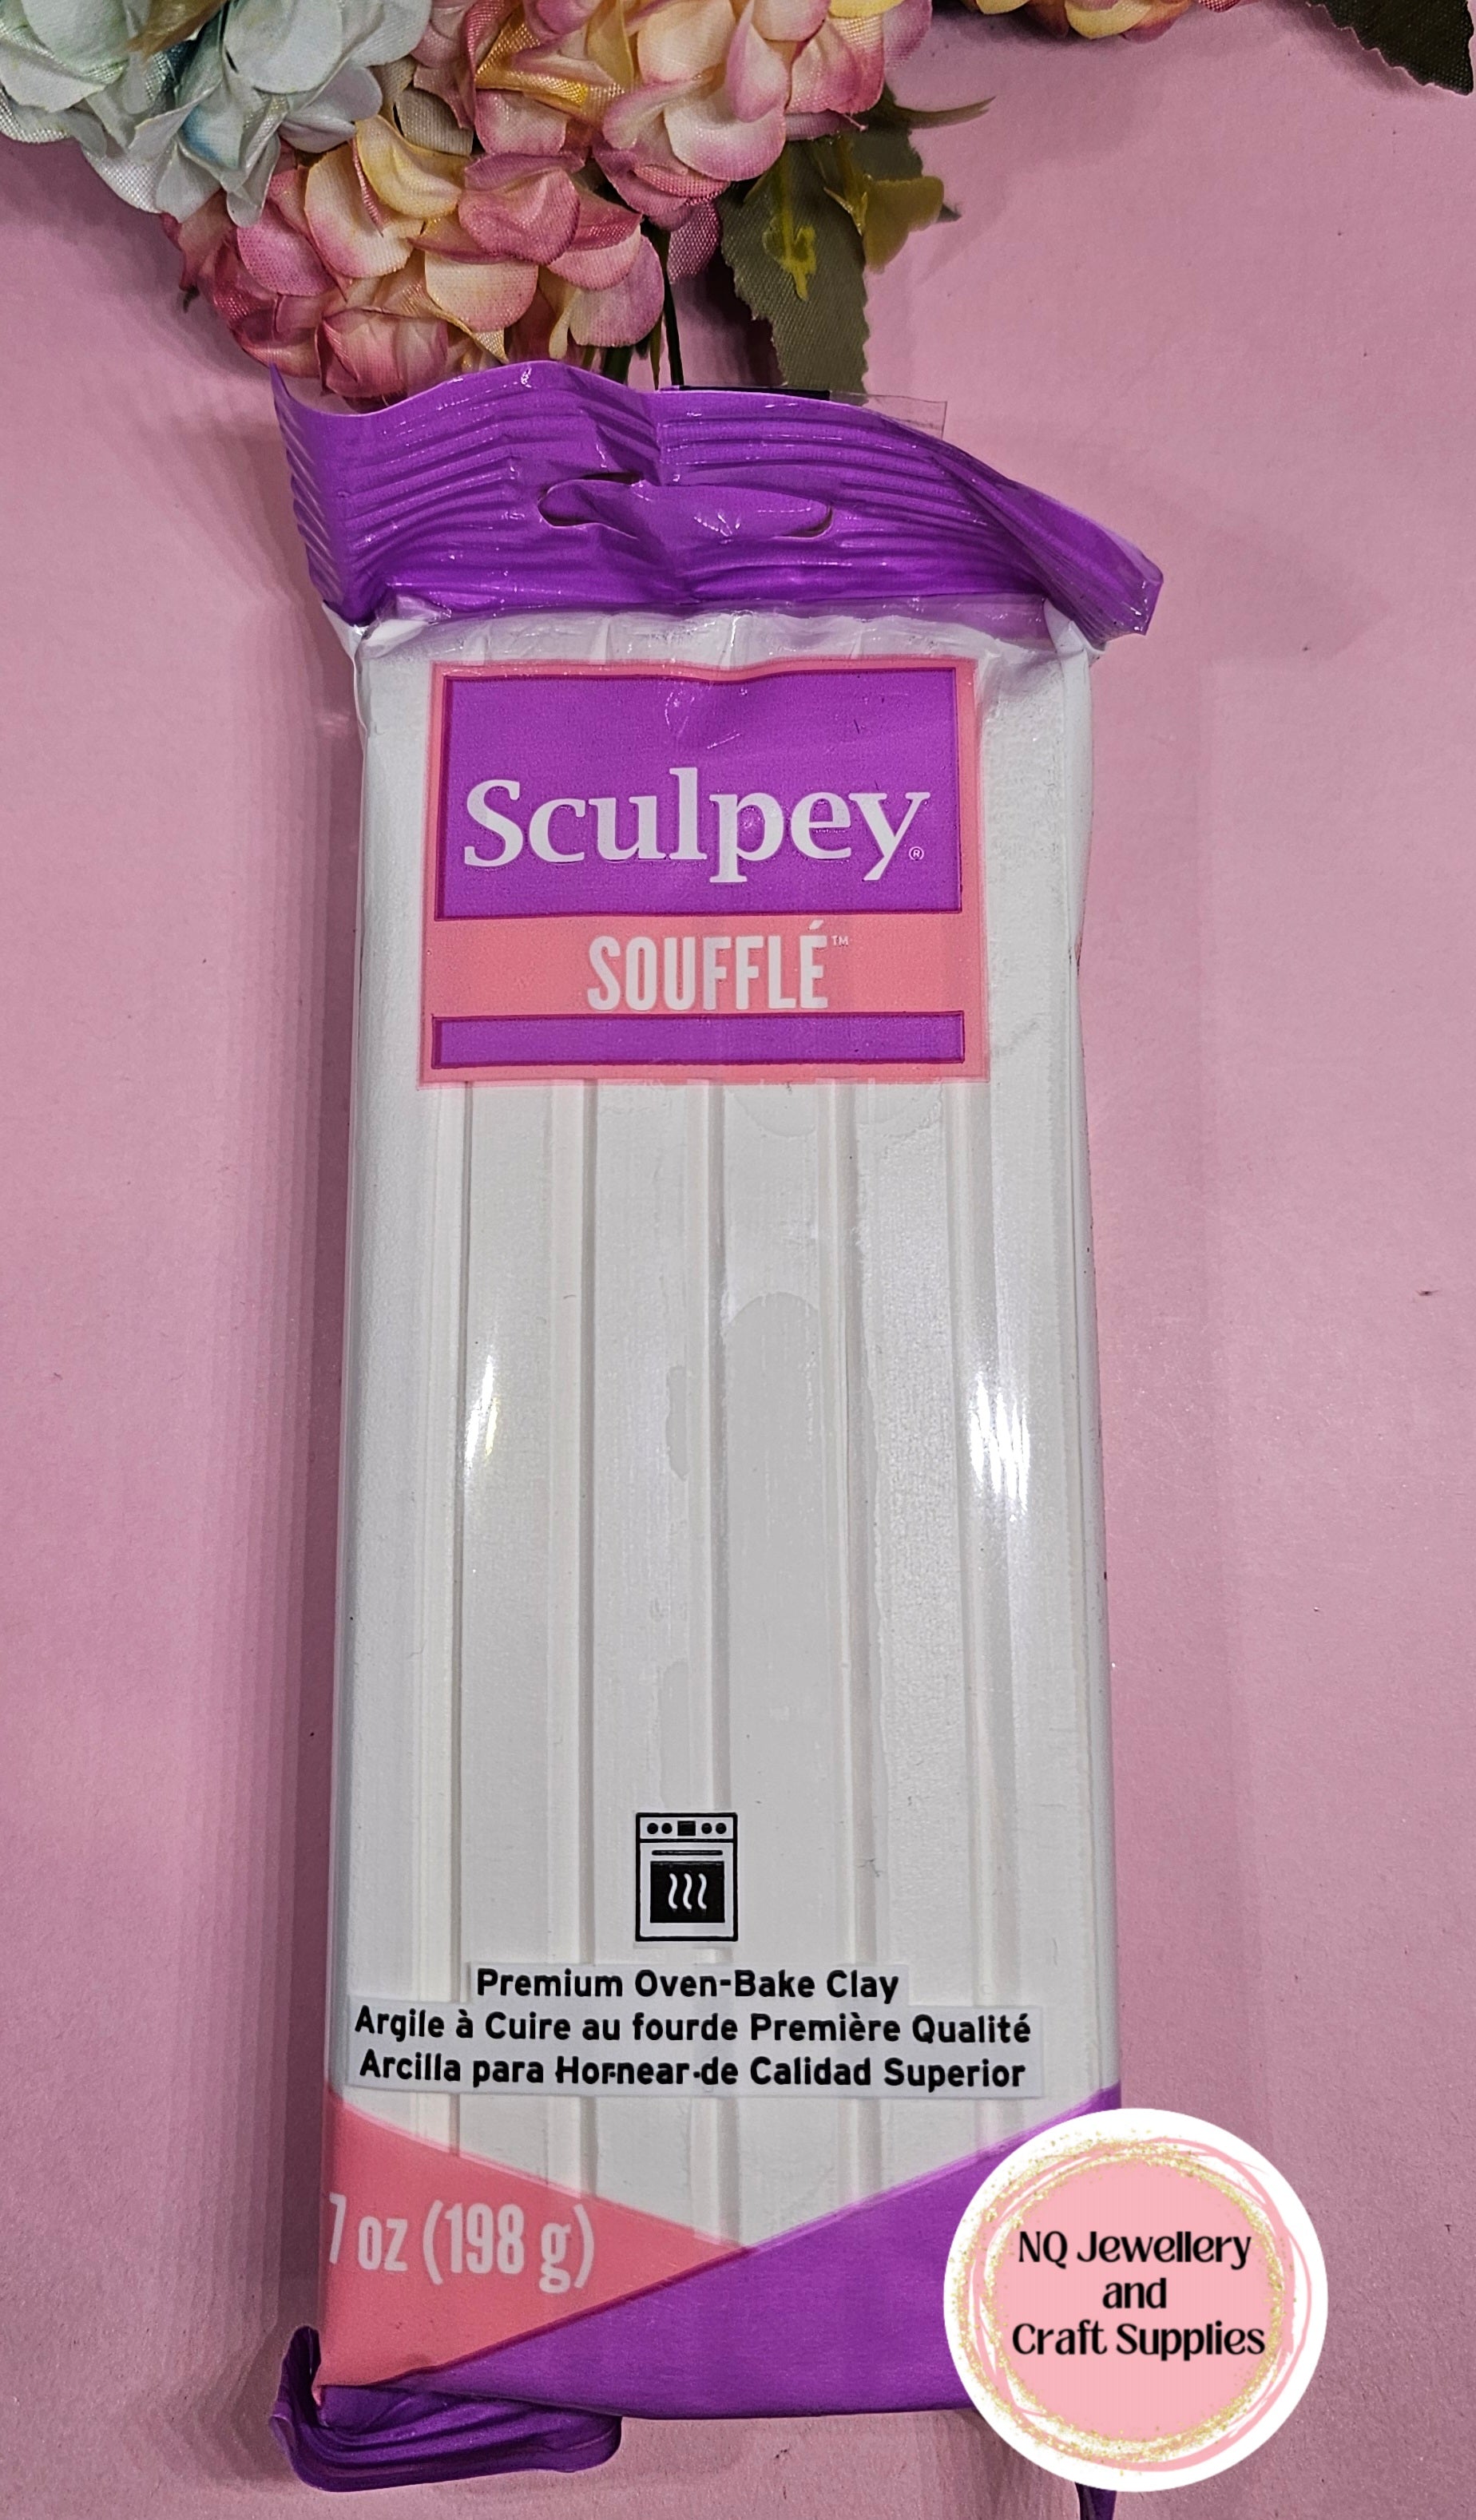 Sculpey®
SOUFFLÉ™
Premium Oven-Bake Clay
Argile à Cuire au fourde Première Qualité
Arcilla para Hornear de Calidad Superior
7 oz (198 g)
NQ Jewellery
and
Craft Supplies